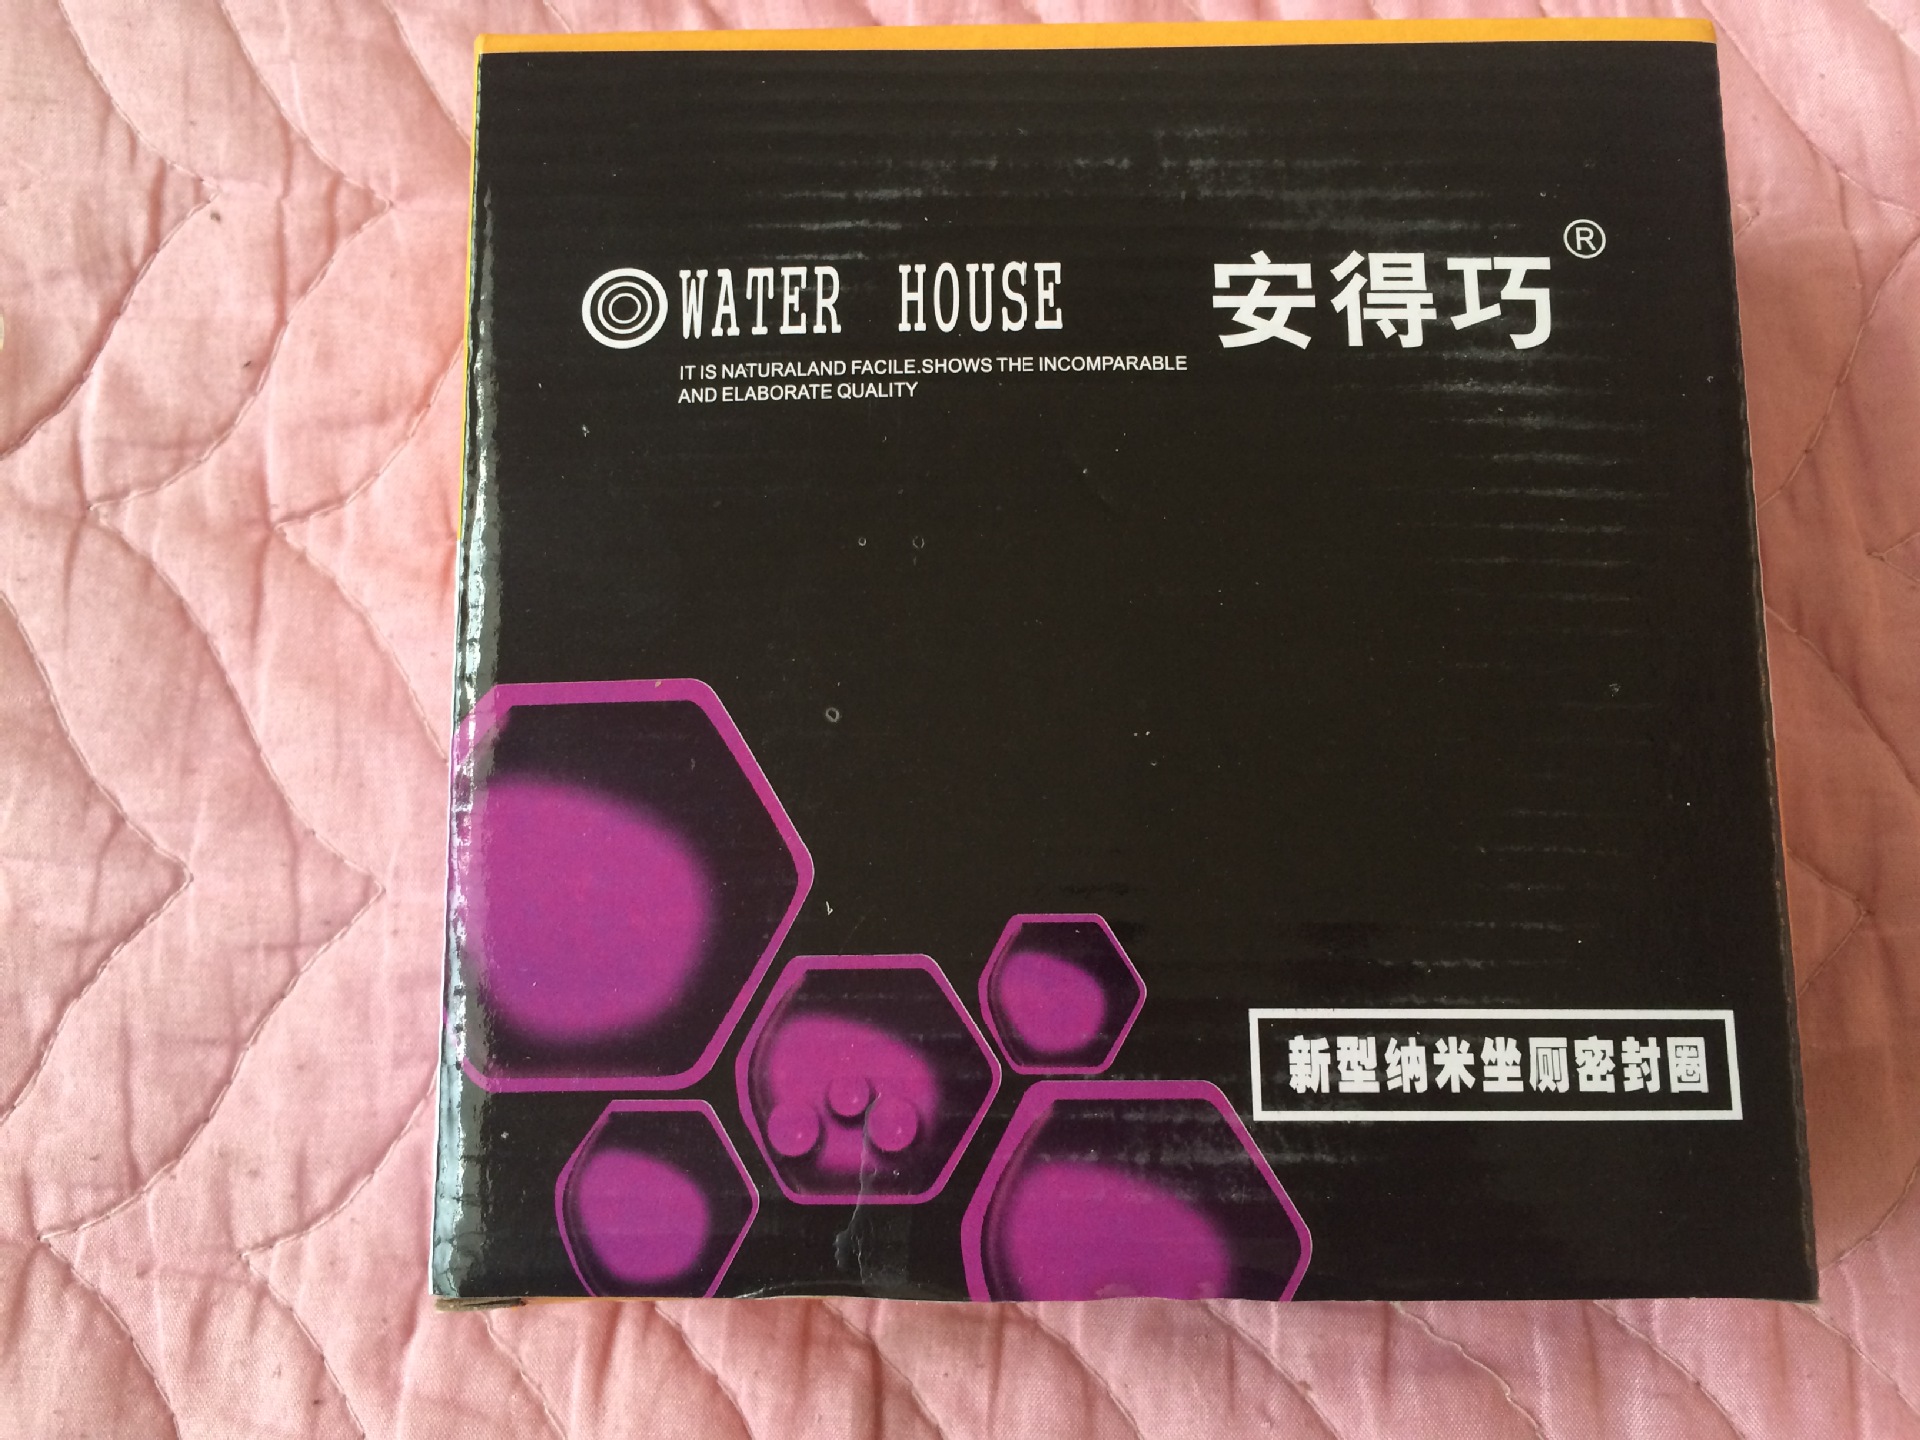 WATER HOUSE 安得巧®
IT IS NATURALAND FACILE.SHOWS THE INCOMPARABLE
AND ELABORATE QUALITY
新型纳米坐厕密封圈